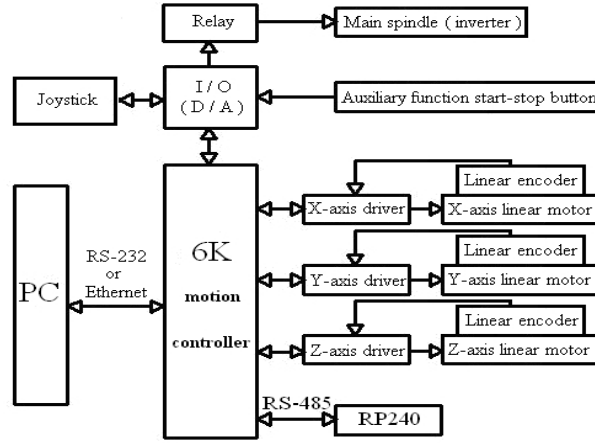 Relay
Main spindle ( inverter )
Joystick
I / O
( D / A )
Auxiliary function start-stop button
PC
RS-232
or
Ethernet
6K
motion
controller
Linear encoder
X-axis driver
X-axis linear motor
Linear encoder
Y-axis driver
Y-axis linear motor
Linear encoder
Z-axis driver
Z-axis linear motor
RS-485
RP240